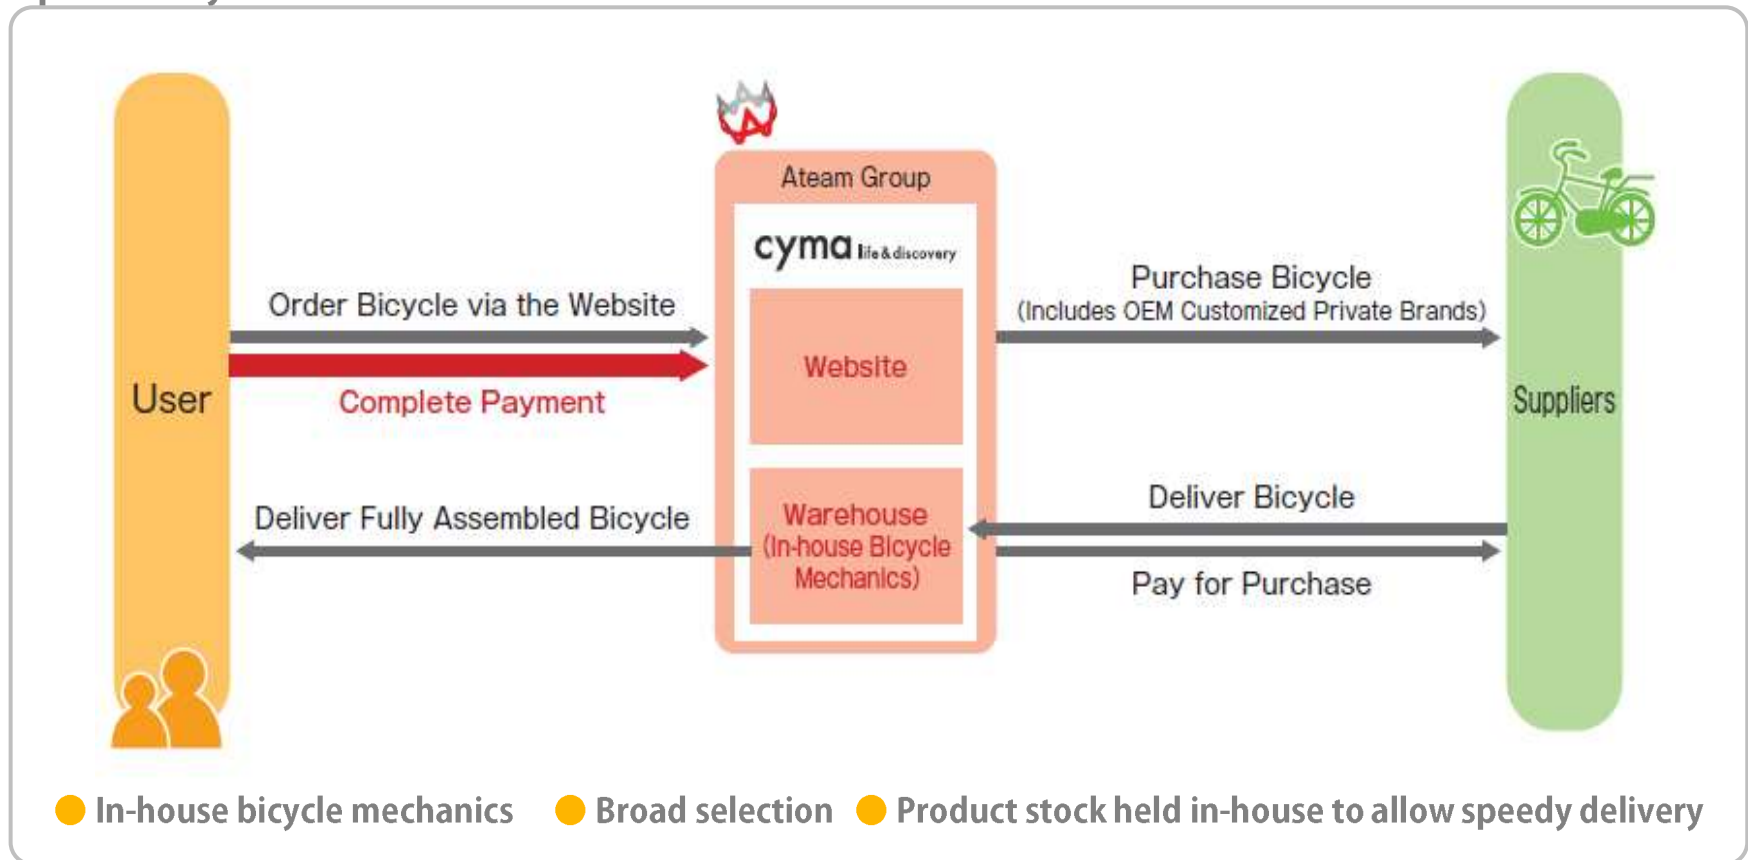 Ateam Group
cyma life & discovery
Order Bicycle via the Website
Complete Payment
Website
Purchase Bicycle
(Includes OEM Customized Private Brands)
User
Suppliers
Deliver Fully Assembled Bicycle
Warehouse
(In-house Bicycle
Mechanics)
Deliver Bicycle
Pay for Purchase
In-house bicycle mechanics
Broad selection
Product stock held in-house to allow speedy delivery